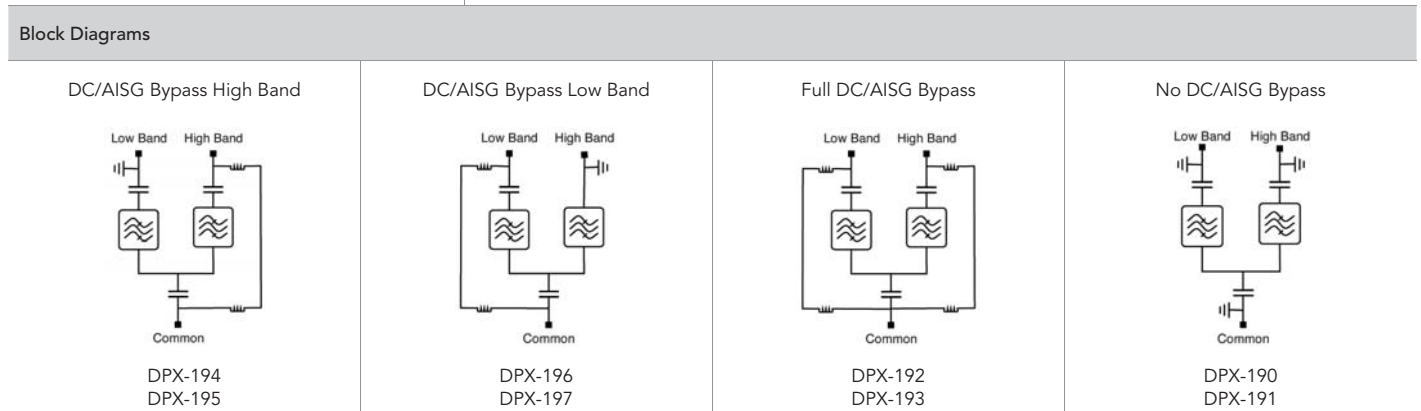 Block Diagrams
DC/AISG Bypass High Band
Low Band High Band
Common
DPX-194
DPX-195
DC/AISG Bypass Low Band
Low Band High Band
Common
DPX-196
DPX-197
Full DC/AISG Bypass
Low Band High Band
Common
DPX-192
DPX-193
No DC/AISG Bypass
Low Band High Band
Common
DPX-190
DPX-191